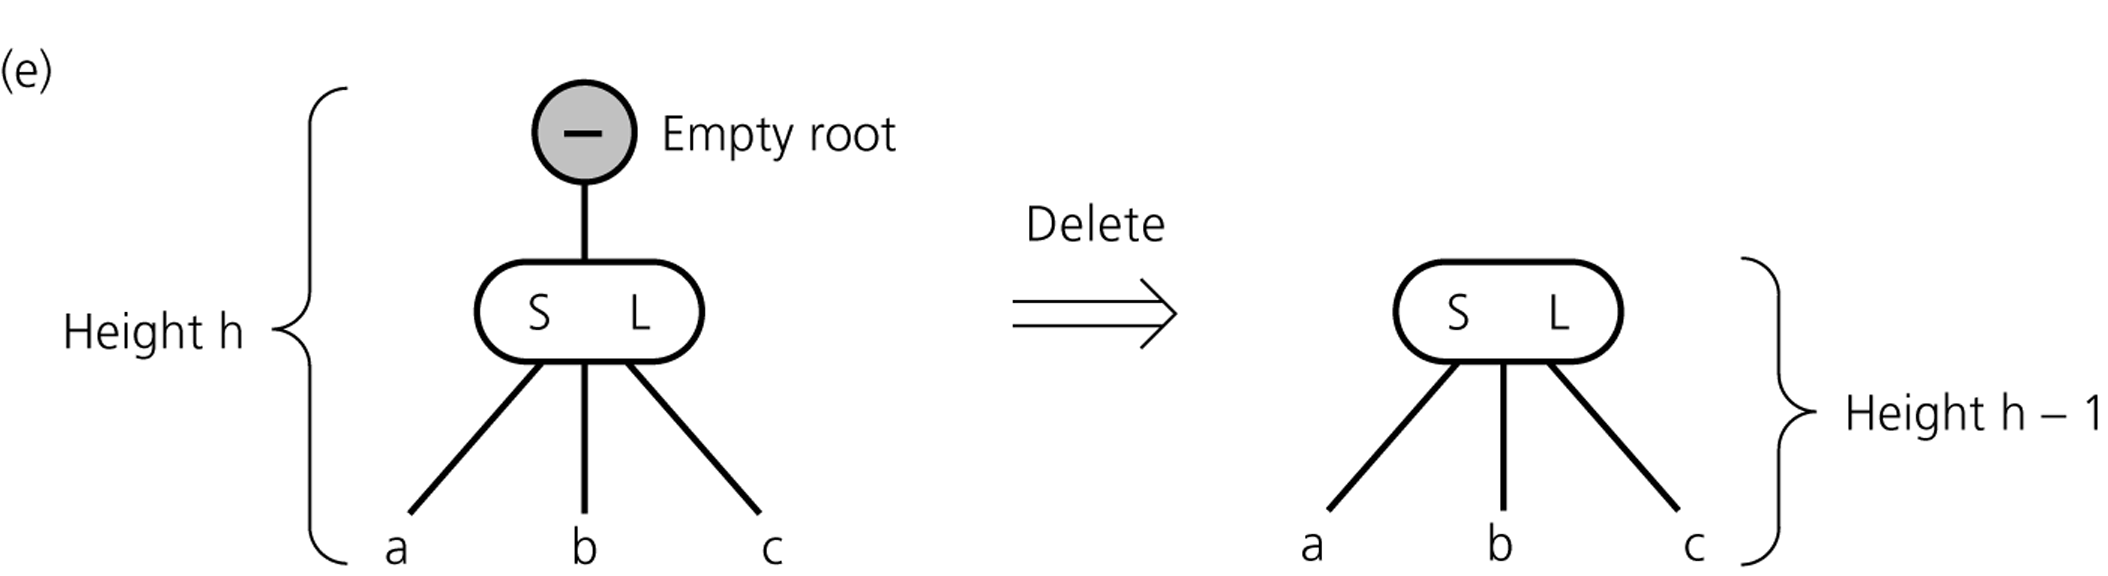 (e)
–
Empty root
Delete
S L
S L
Height h
Height h – 1
a b c
a b c